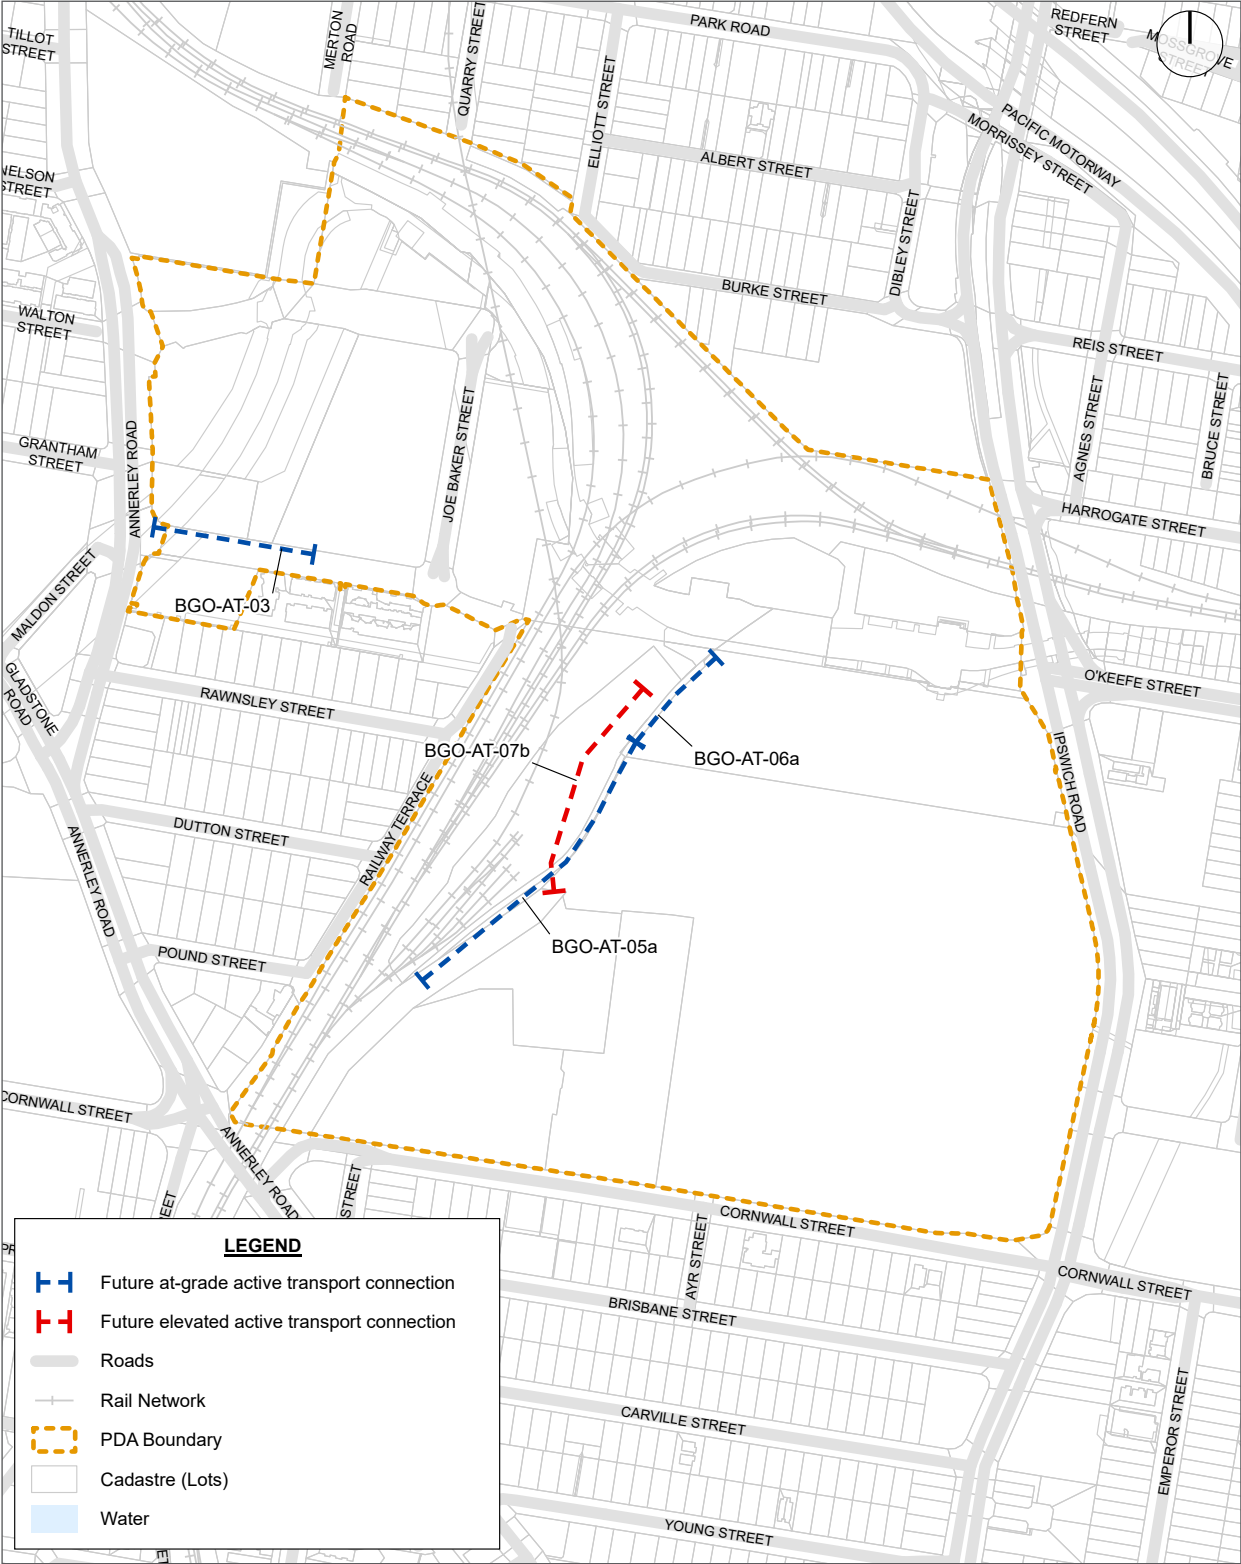 TILLOT
STREET
MERTON
ROAD
QUARRY STREET
PARK ROAD
REDFERN
STREET
MOSSGROVE
STREET
ELLIOTT STREET
PACIFIC MOTORWAY
MORRISSEY STREET
ALBERT STREET
NELSON
STREET
DIBLEY STREET
BURKE STREET
WALTON
STREET
REIS STREET
JOE BAKER STREET
AGNES STREET
BRUCE STREET
GRANTHAM
STREET
ANNERLEY ROAD
HARROGATE STREET
MALDON STREET
BGO-AT-03
GLADSTONE
ROAD
RAWNSLEY STREET
O'KEEFE STREET
BGO-AT-07b
BGO-AT-06a
IPSWICH ROAD
DUTTON STREET
RAILWAY TERRACE
ANNERLEY ROAD
POUND STREET
BGO-AT-05a
CORNWALL STREET
ANNERLEY ROAD
STREET
CORNWALL STREET
AYR STREET
CORNWALL STREET
BRISBANE STREET
CARVILLE STREET
EMPEROR STREET
YOUNG STREET
LEGEND
Future at-grade active transport connection
Future elevated active transport connection
Roads
Rail Network
PDA Boundary
Cadastre (Lots)
Water